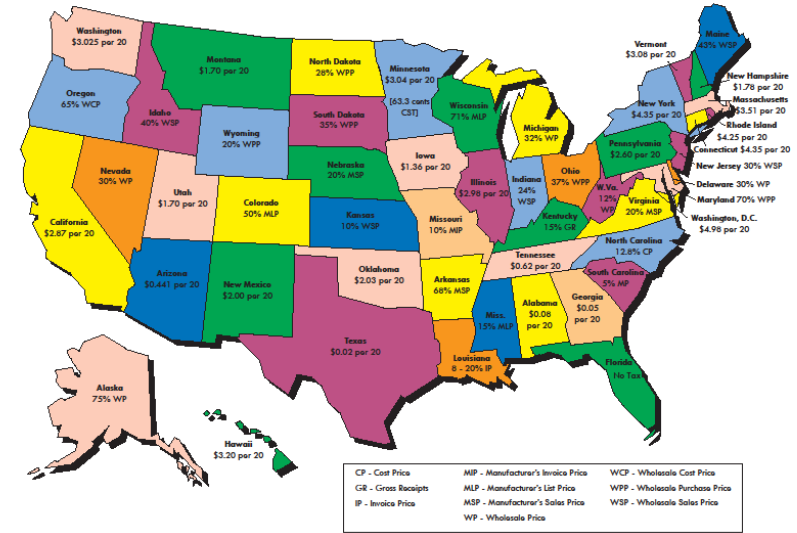 Washington
$3.025 per 20
Oregon
65% WCP
Idaho
40% WSP
Montana
$1.70 per 20
North Dakota
28% WPP
Minnesota
$3.04 per 20
[63.3 cents
CST]
Wisconsin
71% MLP
Michigan
32% WP
Vermont
$3.08 per 20
Maine
43% WSP
New Hampshire
$1.78 per 20
Massachusetts
$3.51 per 20
Rhode Island
$4.25 per 20
Connecticut $4.35 per 20
New York
$4.35 per 20
Pennsylvania
$2.60 per 20
New Jersey 30% WSP
Delaware 30% WP
Maryland 70% WPP
Washington, D.C.
$4.98 per 20
South Dakota
35% WPP
Wyoming
20% WPP
Nebraska
20% MSP
Iowa
$1.36 per 20
Illinois
$2.98 per 20
Indiana
24%
WSP
Ohio
37% WPP
W.Va.
12%
WP
Virginia
20% MSP
Nevada
30% WP
Utah
$1.70 per 20
Colorado
50% MLP
California
$2.87 per 20
Kansas
10% WSP
Missouri
10% MIP
Kentucky
15% GR
North Carolina
12.8% CP
Tennessee
$0.62 per 20
South Carolina
5% MP
Arizona
$0.441 per 20
New Mexico
$2.00 per 20
Oklahoma
$2.03 per 20
Arkansas
68% MSP
Miss.
15% MLP
Alabama
$0.08
per 20
Georgia
$0.05
per 20
Texas
$0.02 per 20
Louisiana
8 - 20% IP
Florida
No Tax
Alaska
75% WP
Hawaii
$3.20 per 20
CP - Cost Price
GR - Gross Receipts
IP - Invoice Price
MIP - Manufacturer's Invoice Price
MLP - Manufacturer's List Price
MSP - Manufacturer's Sales Price
WP - Wholesale Price
WCP - Wholesale Cost Price
WPP - Wholesale Purchase Price
WSP - Wholesale Sales Price